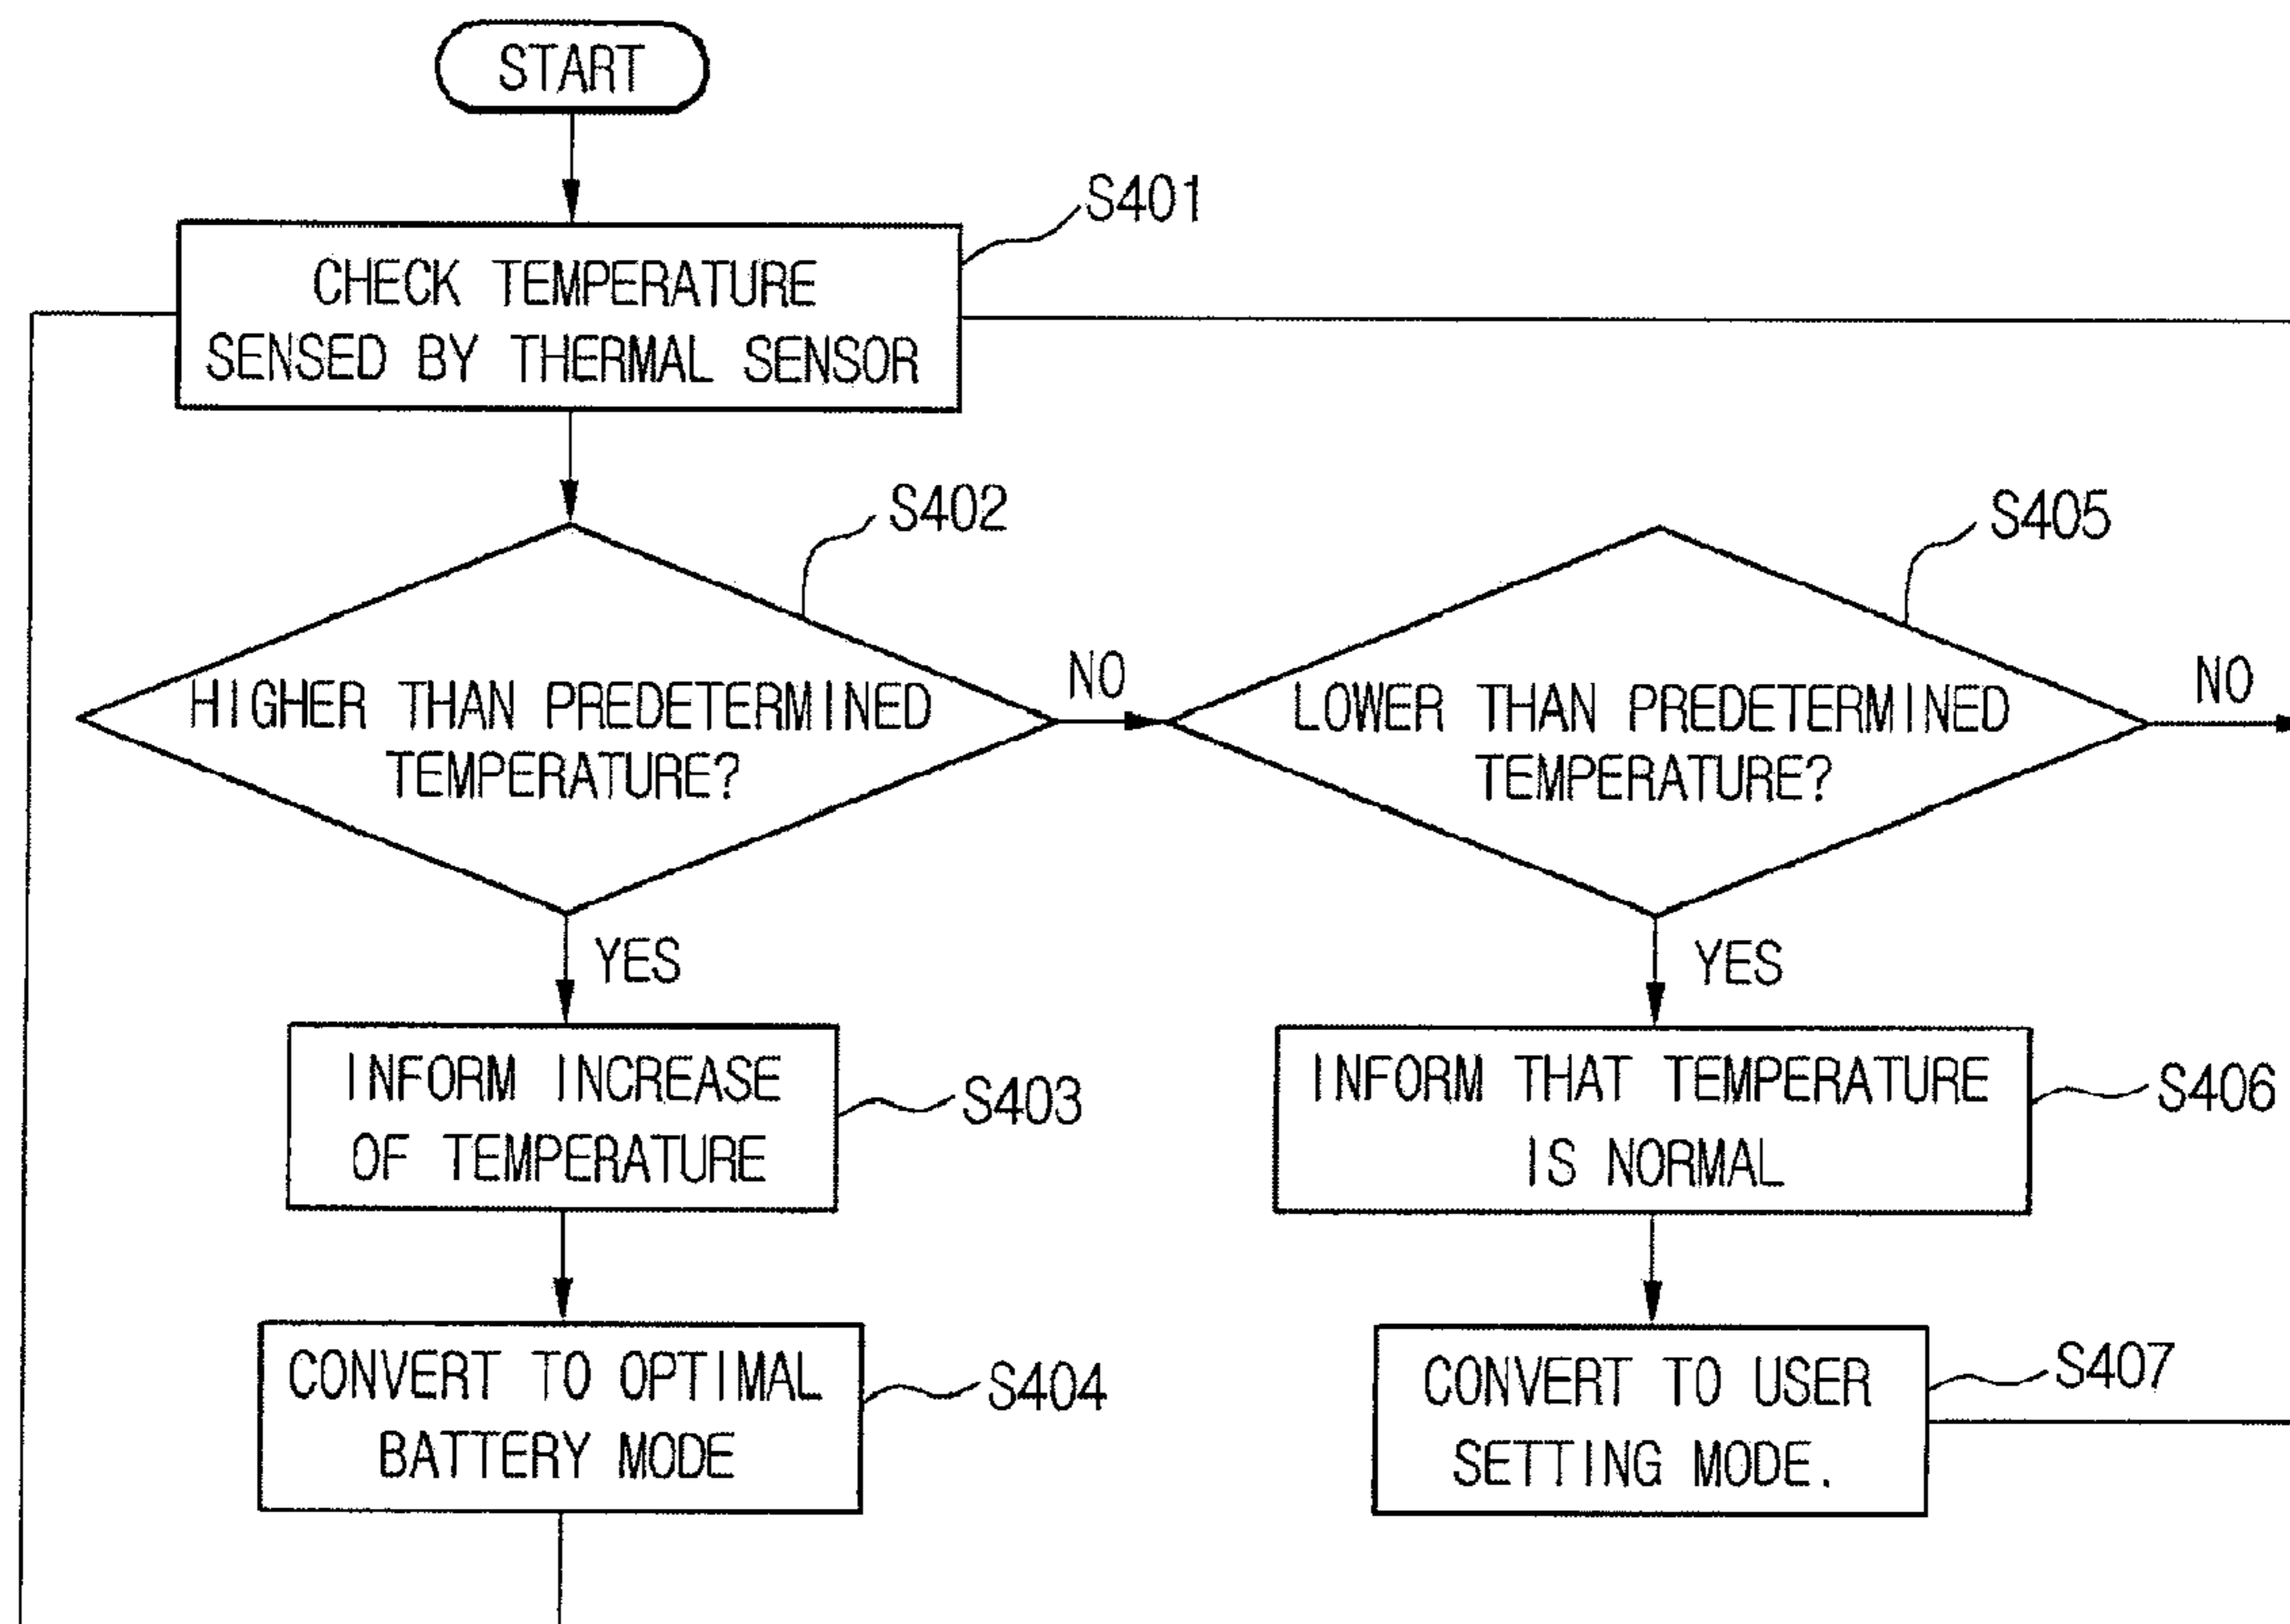 START
S401
CHECK TEMPERATURE
SENSED BY THERMAL SENSOR
S402
HIGHER THAN PREDETERMINED
TEMPERATURE?
NO
S405
LOWER THAN PREDETERMINED
TEMPERATURE?
NO
YES
INFORM INCREASE
OF TEMPERATURE
S403
YES
INFORM THAT TEMPERATURE
IS NORMAL
S406
CONVERT TO OPTIMAL
BATTERY MODE
S404
CONVERT TO USER
SETTING MODE.
S407